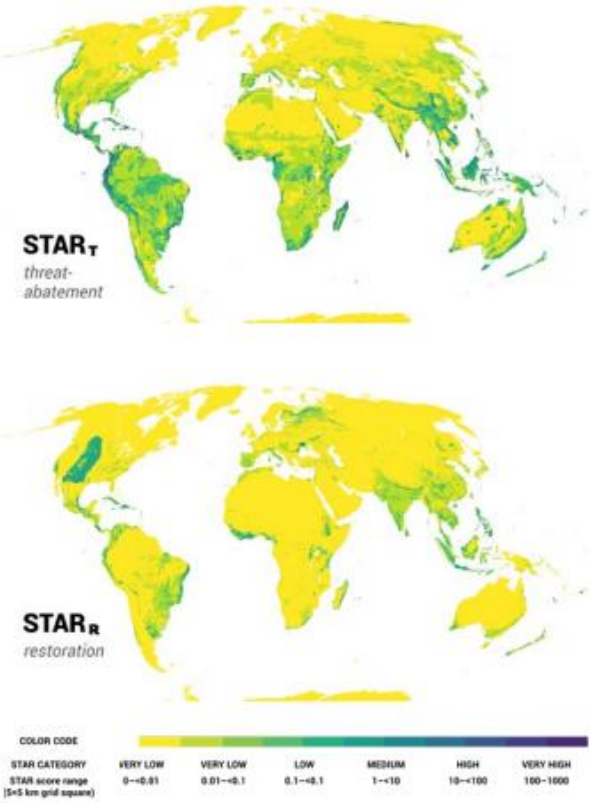 STAR T
threat-
abatement
STAR R
restoration
COLOR CODE
STAR CATEGORY VERY LOW VERY LOW LOW MEDIUM HIGH VERY HIGH
STAR score range 0–<0.01 0.01–<0.1 0.1–<0.1 1–<10 10–<100 100–1000
(5×5 km grid square)